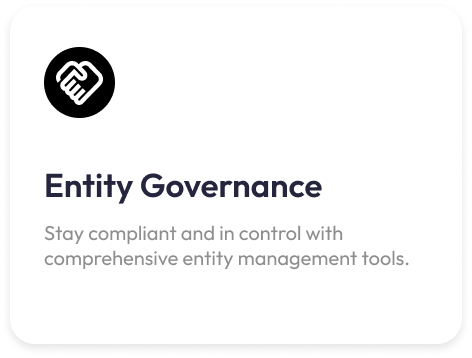 Entity Governance
Stay compliant and in control with
comprehensive entity management tools.